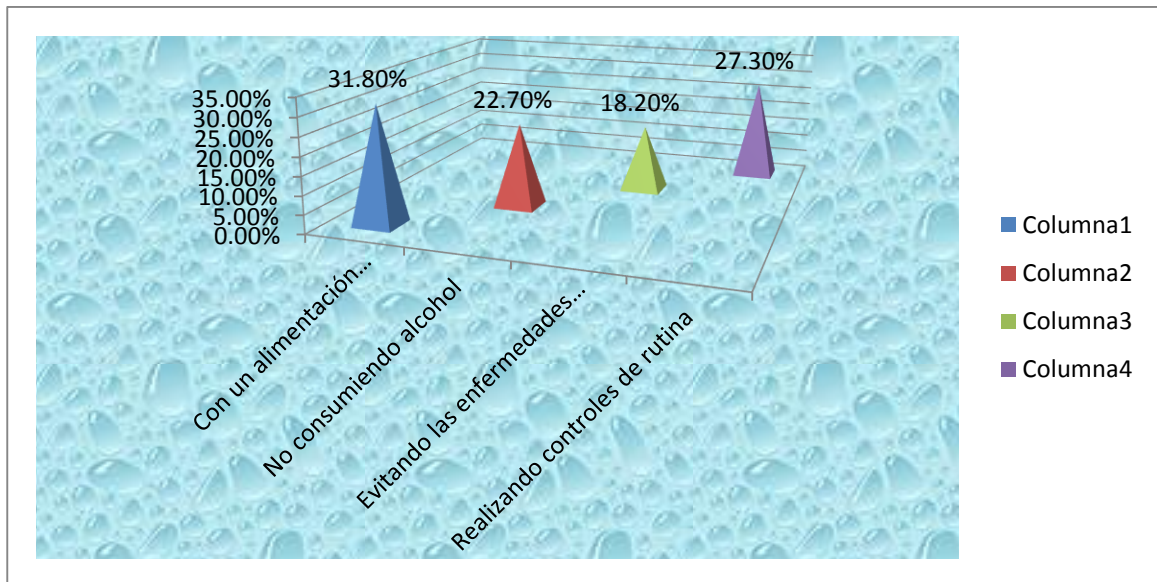 27.30%
31.80%
22.70%
18.20%
35.00%
30.00%
25.00%
20.00%
15.00%
10.00%
5.00%
0.00%
Con un alimentación...
No consumiendo alcohol
Evitando las enfermedades...
Realizando controles de rutina
Columna1
Columna2
Columna3
Columna4